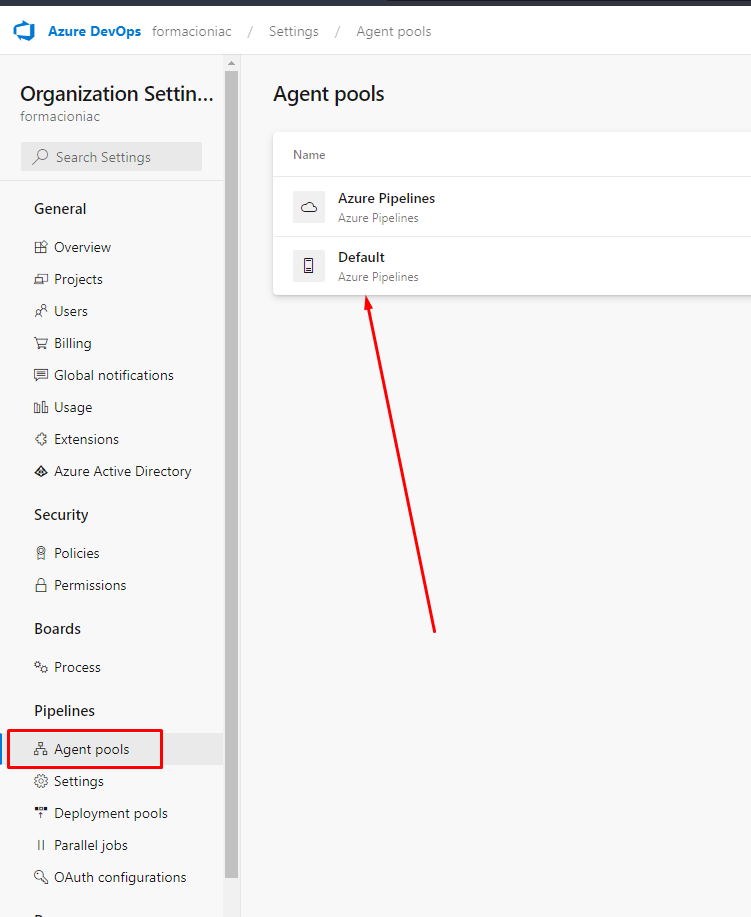 Azure DevOps formacioniac / Settings / Agent pools
Organization Settin...
formacioniac
Search Settings
General
Overview
Projects
Users
Billing
Global notifications
Usage
Extensions
Azure Active Directory
Security
Policies
Permissions
Boards
Process
Pipelines
Agent pools
Settings
Deployment pools
Parallel jobs
OAuth configurations
Agent pools
Name
Azure Pipelines
Azure Pipelines
Default
Azure Pipelines